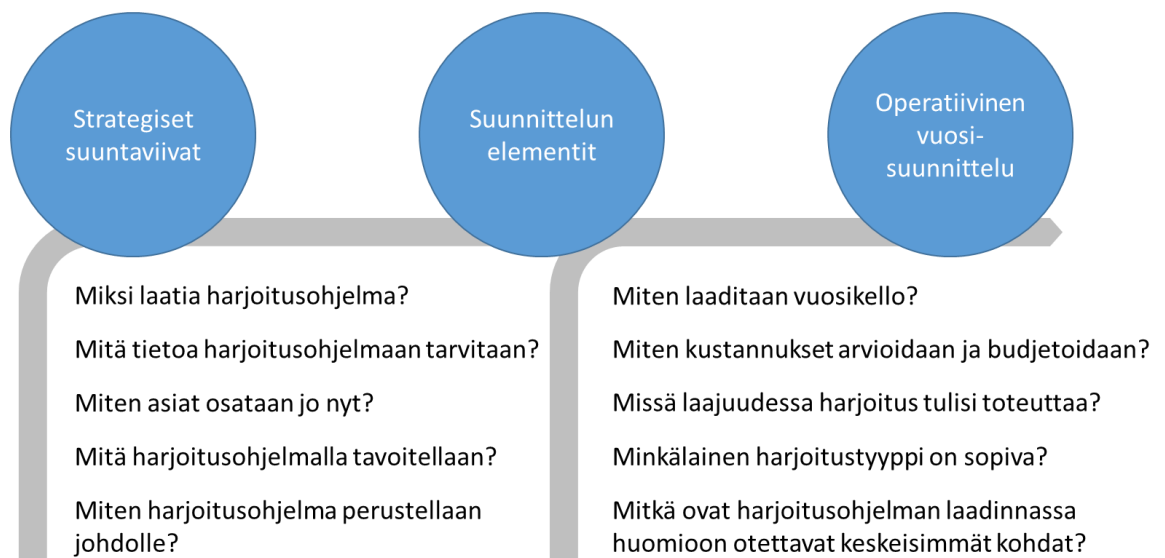 Strategiset
suuntaviivat
Suunnittelun
elementit
Operatiivinen
vuosi-
suunnittelu
Miksi laatia harjoitusohjelma?
Mitä tietoa harjoitusohjelmaan tarvitaan?
Miten asiat osataan jo nyt?
Mitä harjoitusohjelmalla tavoitellaan?
Miten harjoitusohjelma perustellaan
johdolle?
Miten laaditaan vuosikello?
Miten kustannukset arvioidaan ja budjetoidaan?
Missä laajuudessa harjoitus tulisi toteuttaa?
Minkälainen harjoitustyyppi on sopiva?
Mitkä ovat harjoitusohjelman laadinnassa
huomioon otettavat keskeisimmät kohdat?